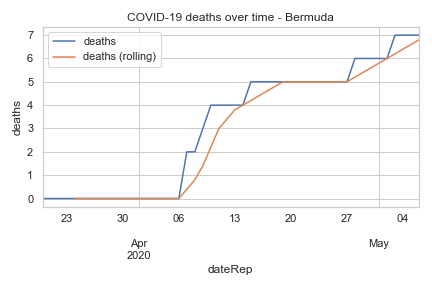 COVID-19 deaths over time - Bermuda
deaths
deaths (rolling)
deaths
7
6
5
4
3
2
1
0
23 30 06 13 20 27 04
Apr May
2020
dateRep